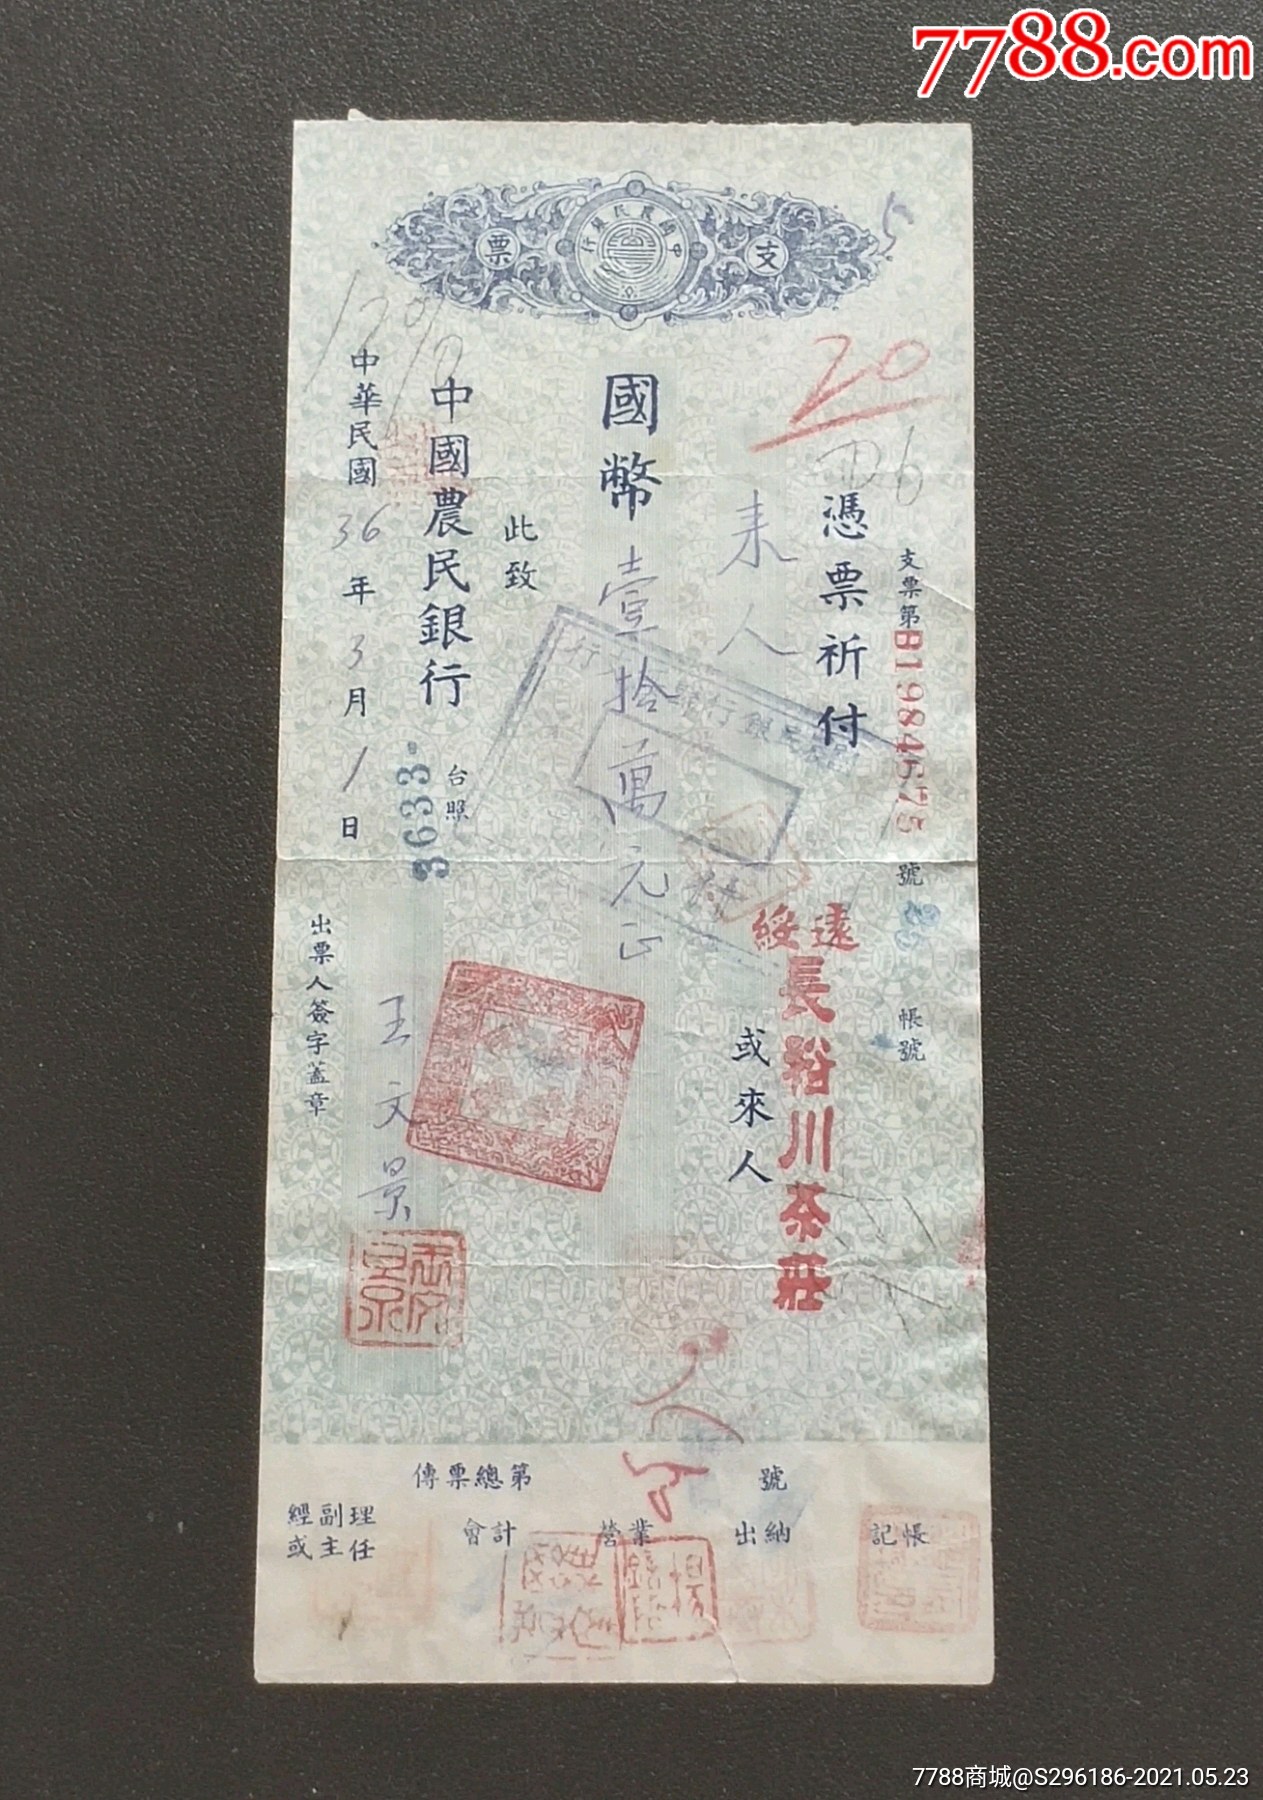 7788.com
支票
中國農民銀行
5
20
支票第B1984675號
帳號
憑票祈付
来人
或來人
綏遠
長裕川茶莊
國幣壹拾萬元正
此致
中國農民銀行
台照
3633
中華民國36年3月1日
出票人簽字蓋章
王文景
傳票總第 號
經副理
或主任
會計
營業
出納
記帳
7788商城@S296186-2021.05.23